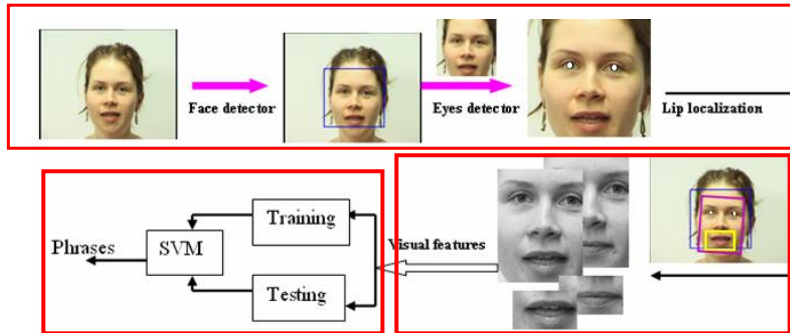 Face detector
Eyes detector
Lip localization
Phrases
SVM
Training
Testing
Visual features